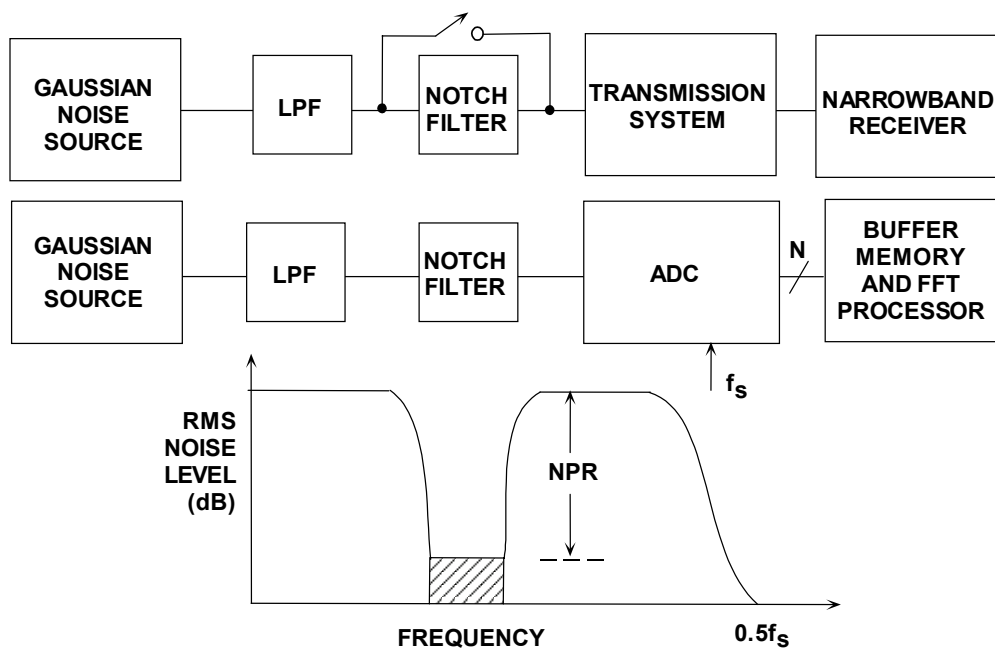 GAUSSIAN
NOISE
SOURCE
LPF
NOTCH
FILTER
TRANSMISSION
SYSTEM
NARROWBAND
RECEIVER
GAUSSIAN
NOISE
SOURCE
LPF
NOTCH
FILTER
ADC
N
BUFFER
MEMORY
AND FFT
PROCESSOR
fs
RMS
NOISE
LEVEL
(dB)
NPR
FREQUENCY
0.5fs